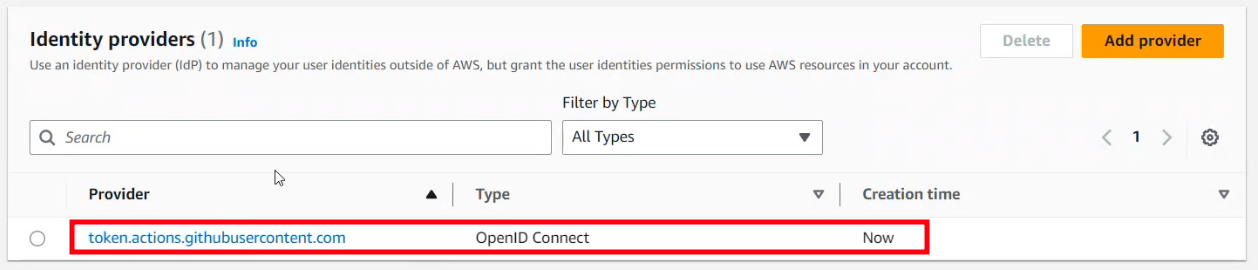 Identity providers (1) Info
Delete
Add provider
Use an identity provider (IdP) to manage your user identities outside of AWS, but grant the user identities permissions to use AWS resources in your account.
Filter by Type
Search
All Types
1
Provider Type Creation time
token.actions.githubusercontent.com OpenID Connect Now